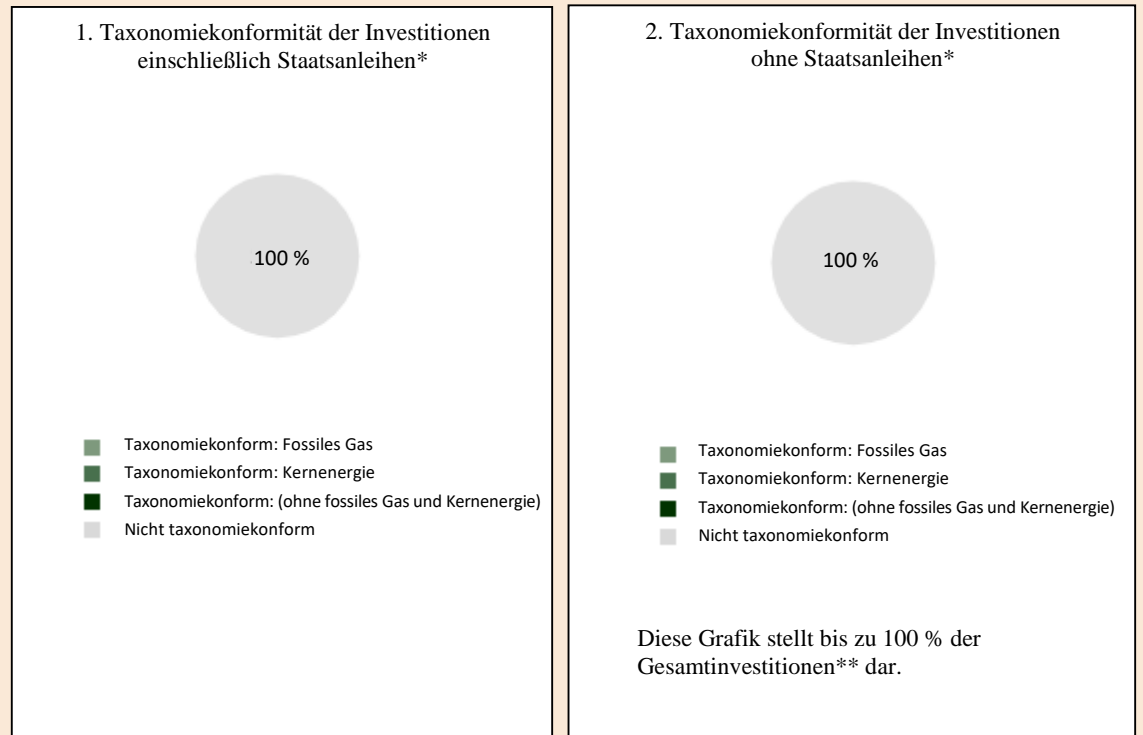 1. Taxonomiekonformität der Investitionen
einschließlich Staatsanleihen*
100 %
Taxonomiekonform: Fossiles Gas
Taxonomiekonform: Kernenergie
Taxonomiekonform: (ohne fossiles Gas und Kernenergie)
Nicht taxonomiekonform
2. Taxonomiekonformität der Investitionen
ohne Staatsanleihen*
100 %
Taxonomiekonform: Fossiles Gas
Taxonomiekonform: Kernenergie
Taxonomiekonform: (ohne fossiles Gas und Kernenergie)
Nicht taxonomiekonform
Diese Grafik stellt bis zu 100 % der
Gesamtinvestitionen** dar.